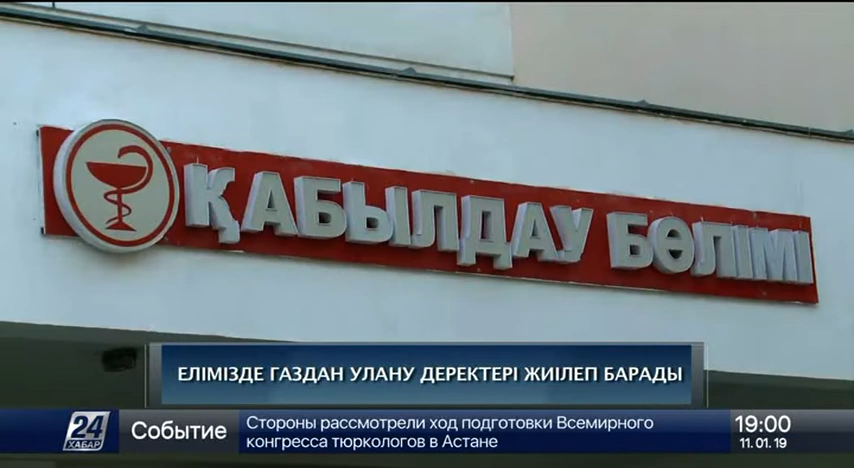 ҚАБЫЛДАУ БӨЛІМІ
ЕЛІМІЗДЕ ГАЗДАН УЛАНУ ДЕРЕКТЕРІ ЖИІЛЕП БАРАДЫ
24
ХАБАР
Событие
Стороны рассмотрели ход подготовки Всемирного
конгресса тюркологов в Астане
19:00
11.01.19